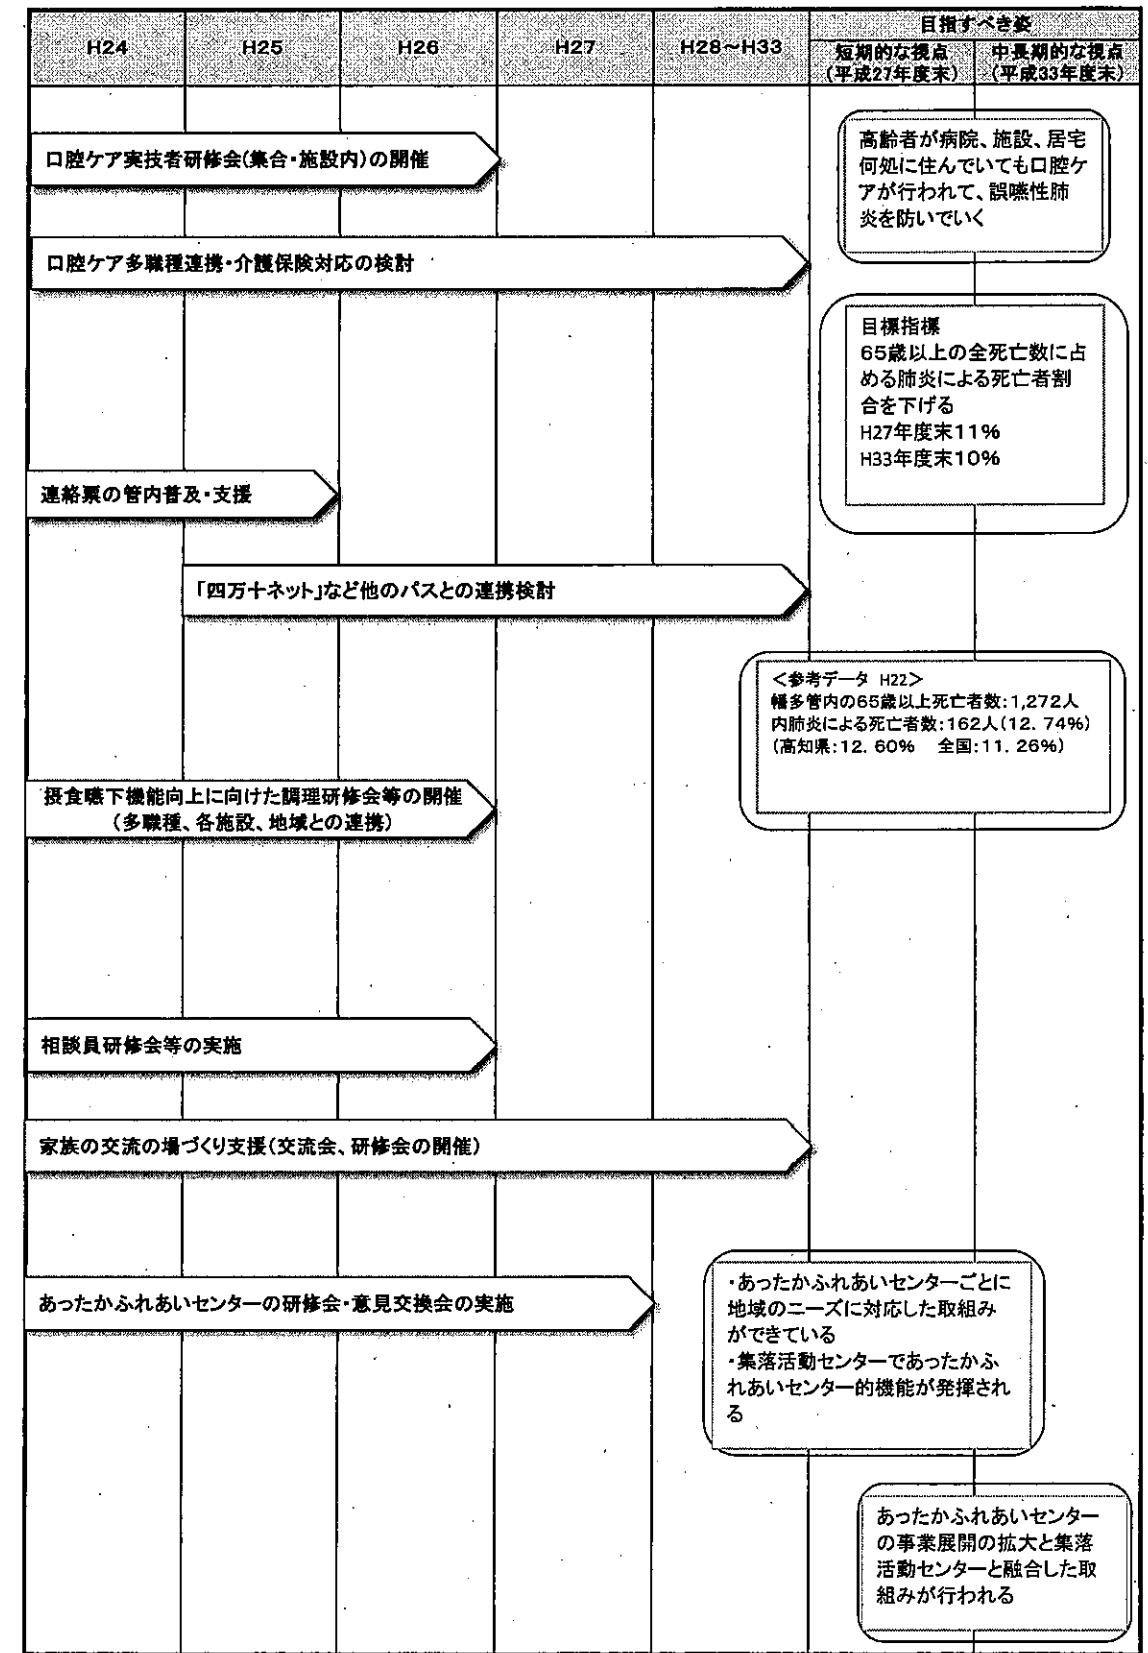 目指すべき姿
H24
H25
H26
H27
H28～H33
短期的な視点
(平成27年度末)
中長期的な視点
(平成33年度末)
口腔ケア実技者研修会(集合・施設内)の開催
高齢者が病院、施設、居宅
何処に住んでいても口腔ケ
アが行われて、誤嚥性肺
炎を防いでいく
口腔ケア多職種連携・介護保険対応の検討
目標指標
65歳以上の全死亡数に占
める肺炎による死亡者割
合を下げる
H27年度末11%
H33年度末10%
連絡票の管内普及・支援
「四万十ネット」など他のパスとの連携検討
＜参考データ H22＞
幡多管内の65歳以上死亡者数:1,272人
内肺炎による死亡者数:162人(12.74%)
(高知県:12.60% 全国:11.26%)
摂食嚥下機能向上に向けた調理研修会等の開催
(多職種、各施設、地域との連携)
相談員研修会等の実施
家族の交流の場づくり支援(交流会、研修会の開催)
あったかふれあいセンターの研修会・意見交換会の実施
・あったかふれあいセンターごとに
地域のニーズに対応した取組み
ができている
・集落活動センターであったかふ
れあいセンター的機能が発揮され
る
あったかふれあいセンター
の事業展開の拡大と集落
活動センターと融合した取
組みが行われる